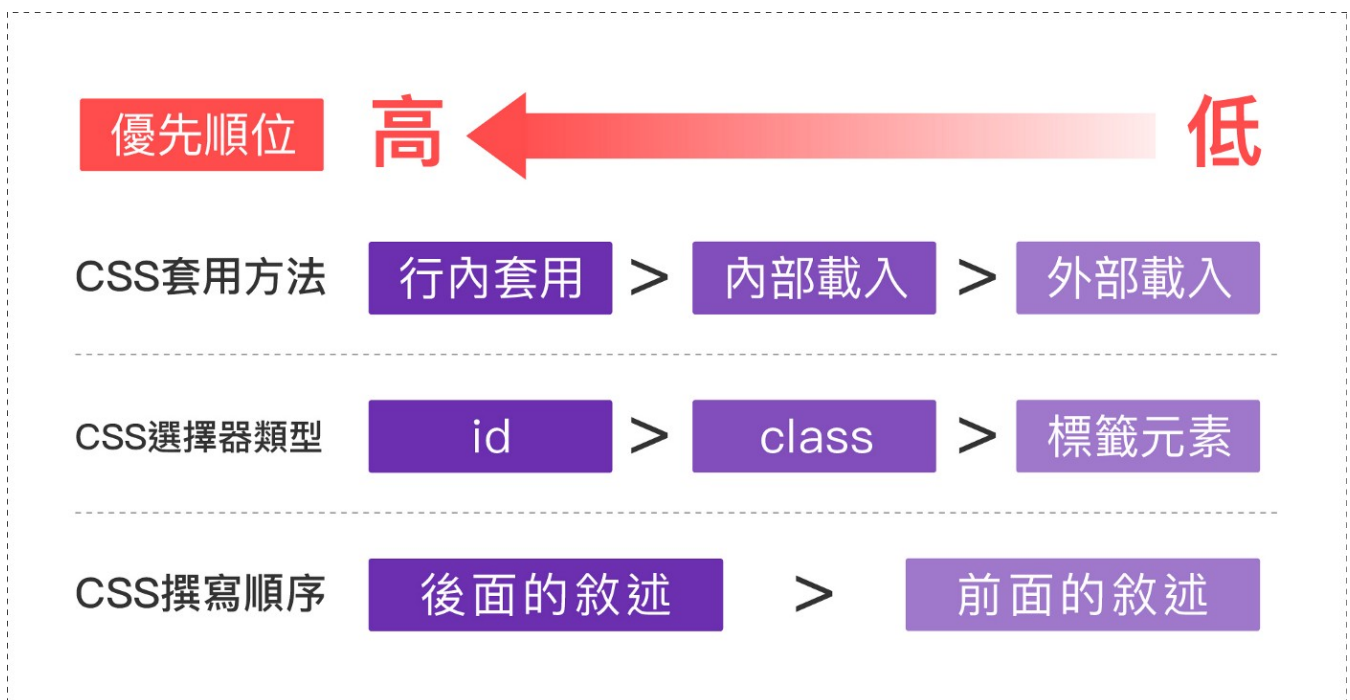 優先順位 高 低
CSS套用方法 行內套用 > 內部載入 > 外部載入
CSS選擇器類型 id > class > 標籤元素
CSS撰寫順序 後面的敘述 > 前面的敘述